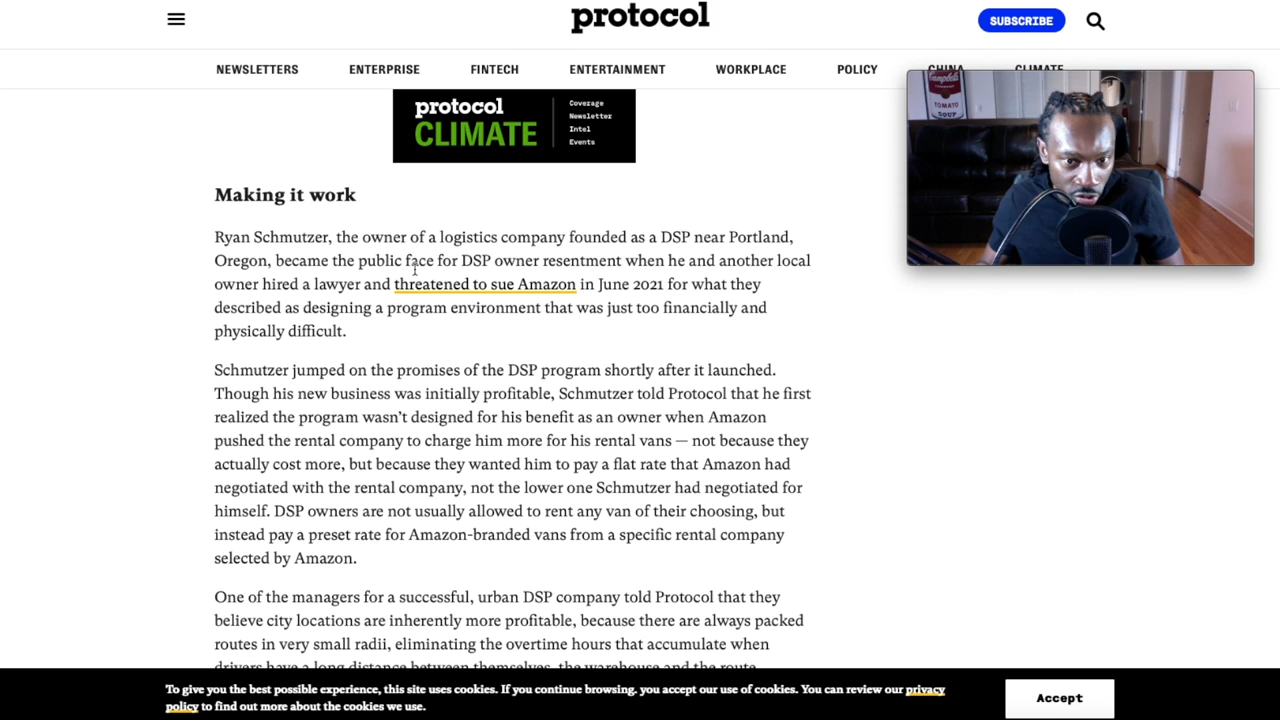 protocol
SUBSCRIBE
NEWSLETTERS ENTERPRISE FINTECH ENTERTAINMENT WORKPLACE POLICY CHINA CLIMATE
protocol
CLIMATE
Coverage
Newsletter
Intel
Events
Campbell's
TOMATO
SOUP
Making it work
Ryan Schmutzer, the owner of a logistics company founded as a DSP near Portland,
Oregon, became the public face for DSP owner resentment when he and another local
owner hired a lawyer and threatened to sue Amazon in June 2021 for what they
described as designing a program environment that was just too financially and
physically difficult.
Schmutzer jumped on the promises of the DSP program shortly after it launched.
Though his new business was initially profitable, Schmutzer told Protocol that he first
realized the program wasn't designed for his benefit as an owner when Amazon
pushed the rental company to charge him more for his rental vans — not because they
actually cost more, but because they wanted him to pay a flat rate that Amazon had
negotiated with the rental company, not the lower one Schmutzer had negotiated for
himself. DSP owners are not usually allowed to rent any van of their choosing, but
instead pay a preset rate for Amazon-branded vans from a specific rental company
selected by Amazon.
One of the managers for a successful, urban DSP company told Protocol that they
believe city locations are inherently more profitable, because there are always packed
routes in very small radii, eliminating the overtime hours that accumulate when
drivers have a long distance between themselves, the warehouse and the route.
To give you the best possible experience, this site uses cookies. If you continue browsing. you accept our use of cookies. You can review our privacy
policy to find out more about the cookies we use.
Accept